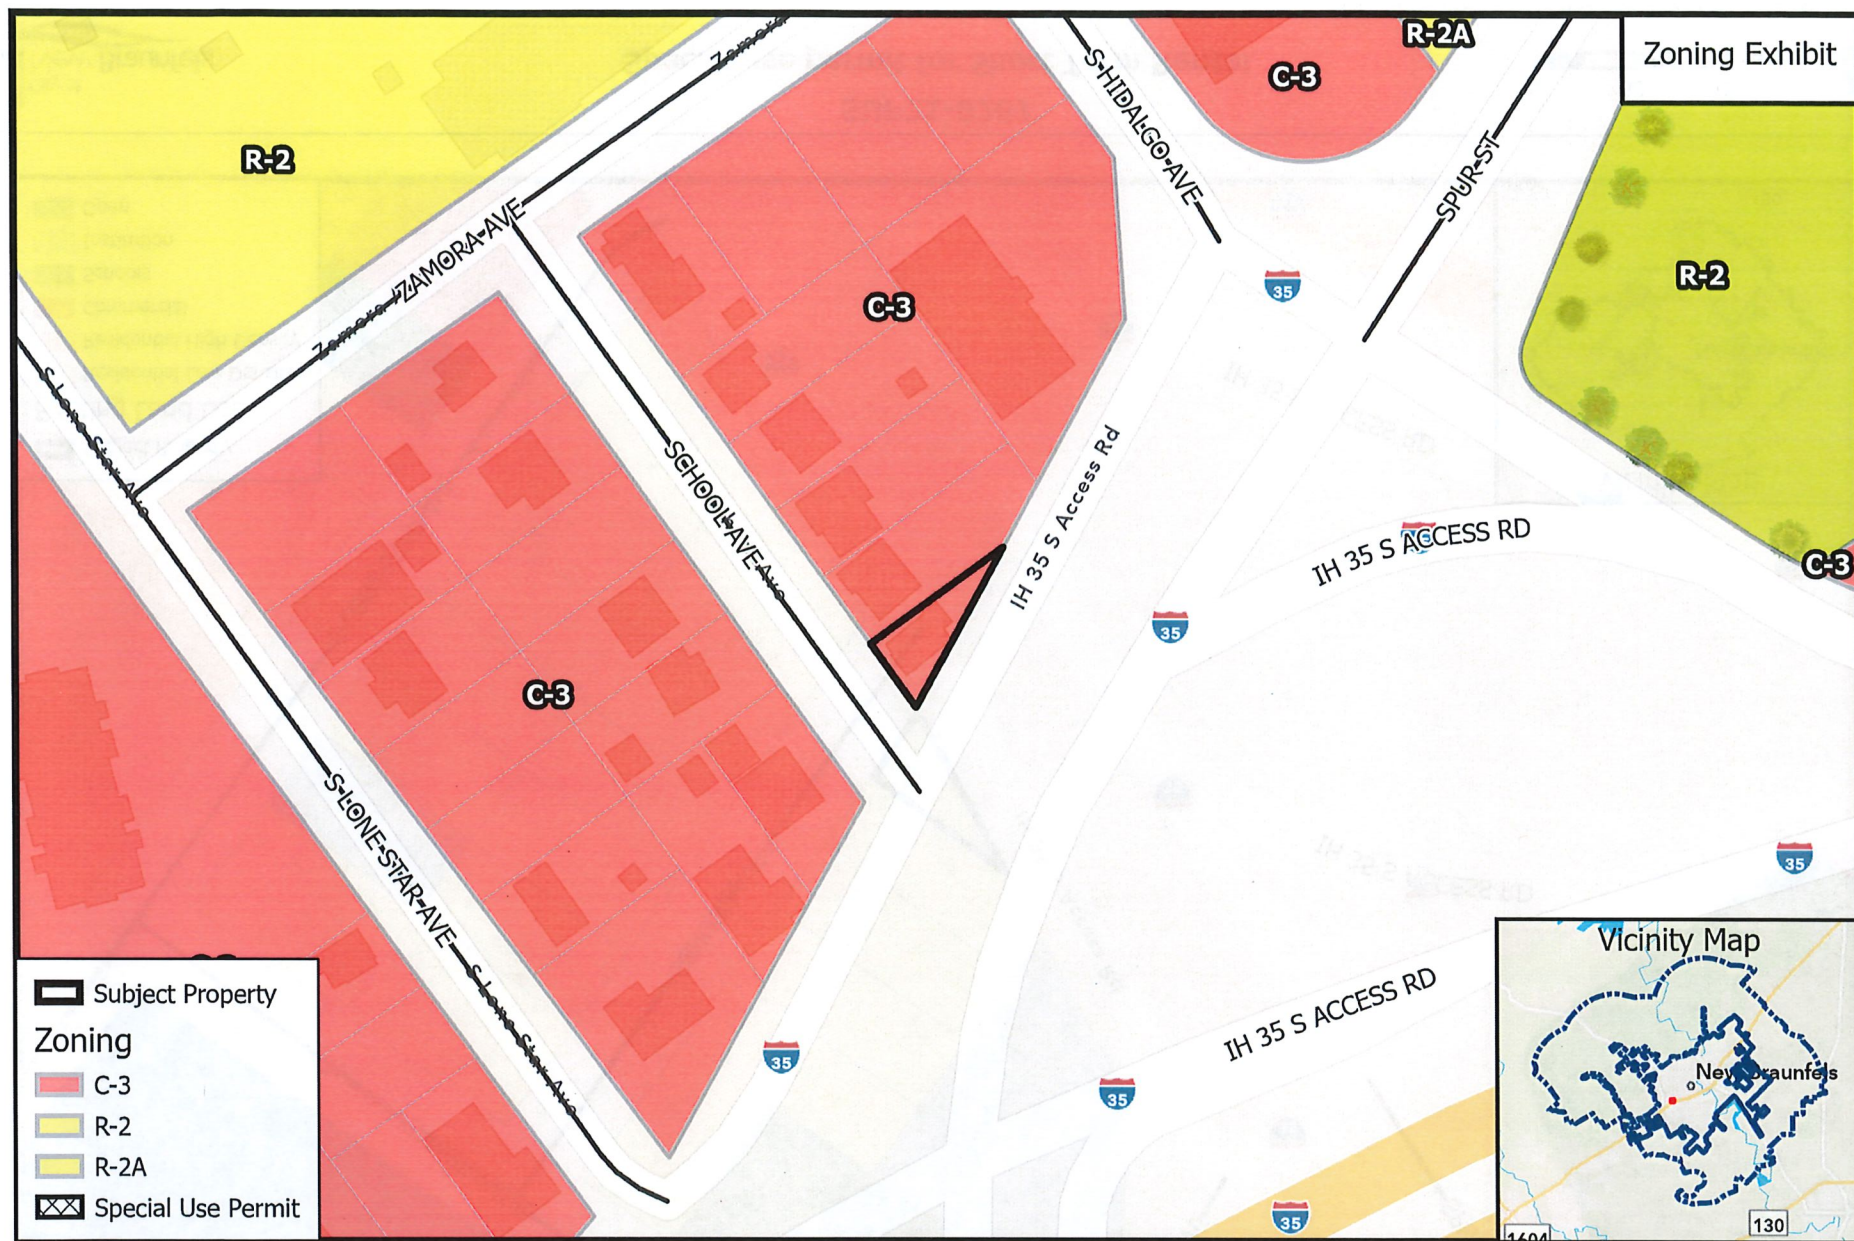 Zoning Exhibit
R-2A
C-3
Zamora
S HIDALGO AVE
SPUR ST
R-2
R-2
ZAMORA AVE
Zamora
C-3
35
S Lone Star Ave
SCHOOL AVE
Ave
IH 35 S Access Rd
35
IH 35 S ACCESS RD
C-3
35
C-3
S LONE STAR AVE
S Lone Star Ave
35
35
35
IH 35 S ACCESS RD
35
Subject Property
Zoning
C-3
R-2
R-2A
Special Use Permit
Vicinity Map
New Braunfels
130
1604